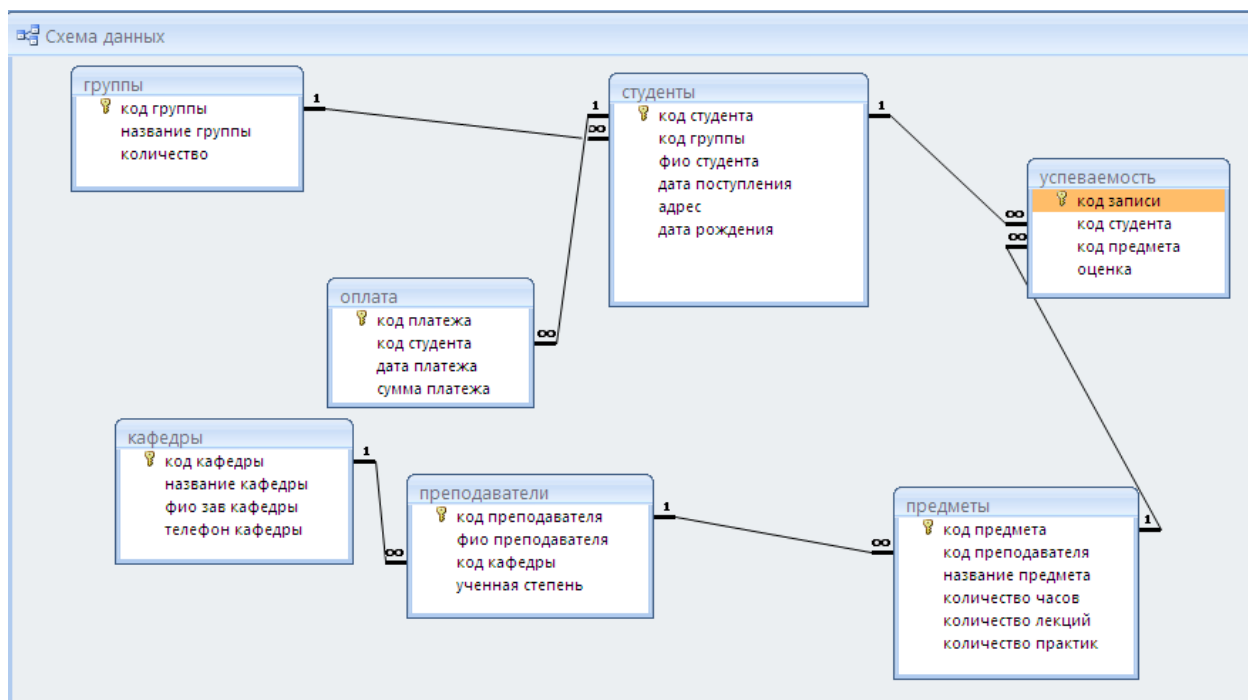 Схема данных
группы
код группы
название группы
количество
1
студенты
код студента
код группы
фио студента
дата поступления
адрес
дата рождения
1
∞
1
успеваемость
код записи
код студента
код предмета
оценка
∞
∞
оплата
код платежа
код студента
дата платежа
сумма платежа
∞
кафедры
код кафедры
название кафедры
фио зав кафедры
телефон кафедры
1
преподаватели
код преподавателя
фио преподавателя
код кафедры
ученная степень
∞
1
предметы
код предмета
код преподавателя
название предмета
количество часов
количество лекций
количество практик
∞
1